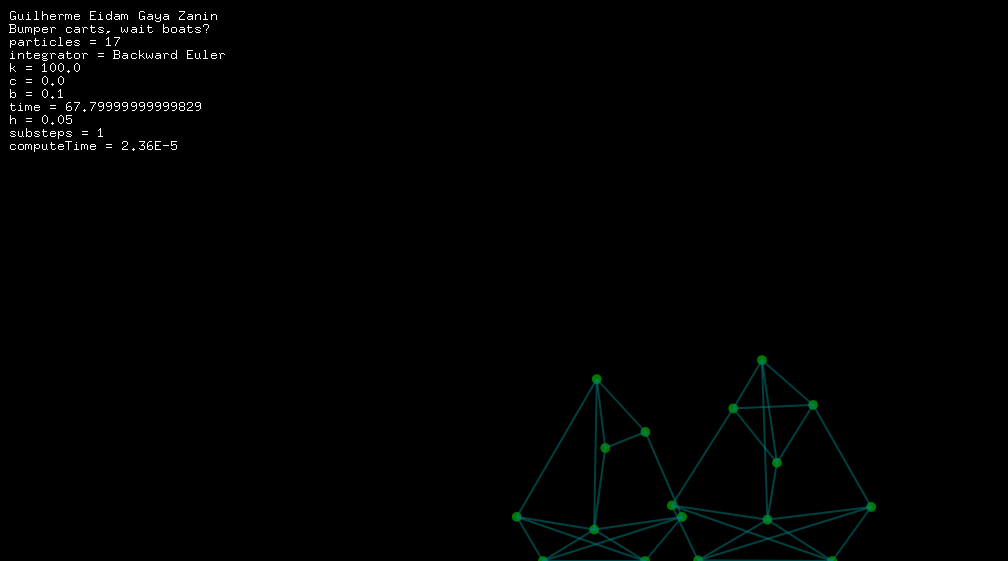 Guilherme Eidam Gaya Zanin
Bumper carts, wait boats?
particles = 17
integrator = Backward Euler
k = 100.0
c = 0.0
b = 0.1
time = 67.79999999999829
h = 0.05
substeps = 1
computeTime = 2.36E-5